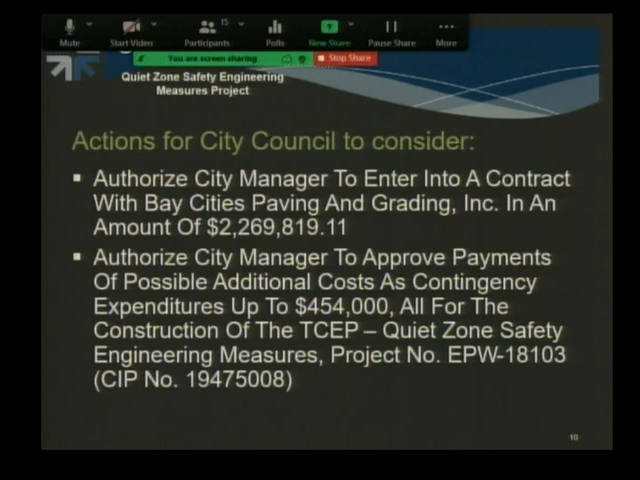 15
Mute
Start Video
Participants
Polls
New Share
Pause Share
More
You are screen sharing
Stop Share
Quiet Zone Safety Engineering
Measures Project
Actions for City Council to consider:
Authorize City Manager To Enter Into A Contract
With Bay Cities Paving And Grading, Inc. In An
Amount Of $2,269,819.11
Authorize City Manager To Approve Payments
Of Possible Additional Costs As Contingency
Expenditures Up To $454,000, All For The
Construction Of The TCEP – Quiet Zone Safety
Engineering Measures, Project No. EPW-18103
(CIP No. 19475008)
10